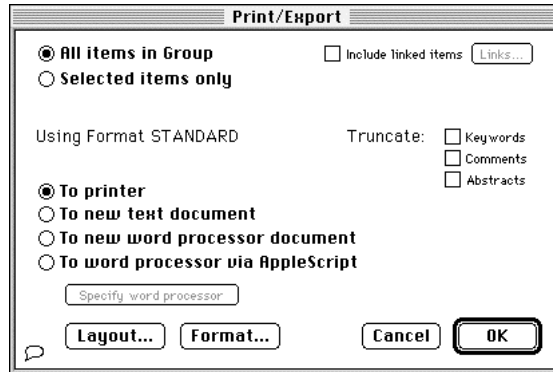 Print/Export
All items in Group
Include linked items
Links...
Selected items only
Using Format STANDARD
Truncate:
Keywords
Comments
Abstracts
To printer
To new text document
To new word processor document
To word processor via AppleScript
Specify word processor
Layout...
Format...
Cancel
OK